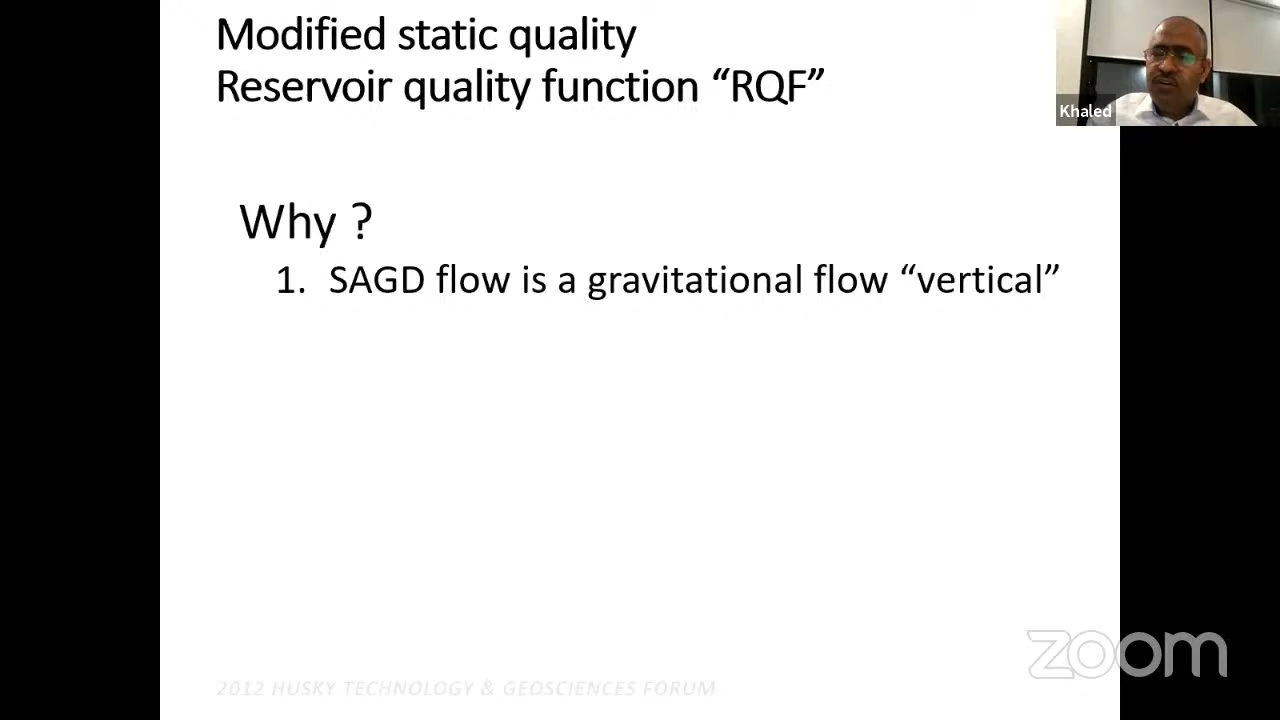 Modified static quality
Reservoir quality function “RQF”
Khaled
Why ?
1. SAGD flow is a gravitational flow “vertical”
zoom
2012 HUSKY TECHNOLOGY & GEOSCIENCES FORUM